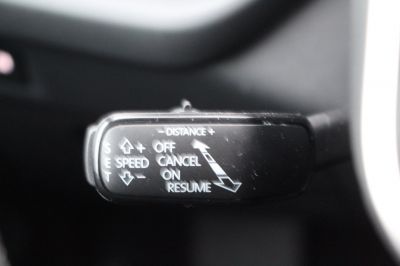 - DISTANCE +
S ⇧+ OFF
E SPEED CANCEL
T ⇩- ON
RESUME